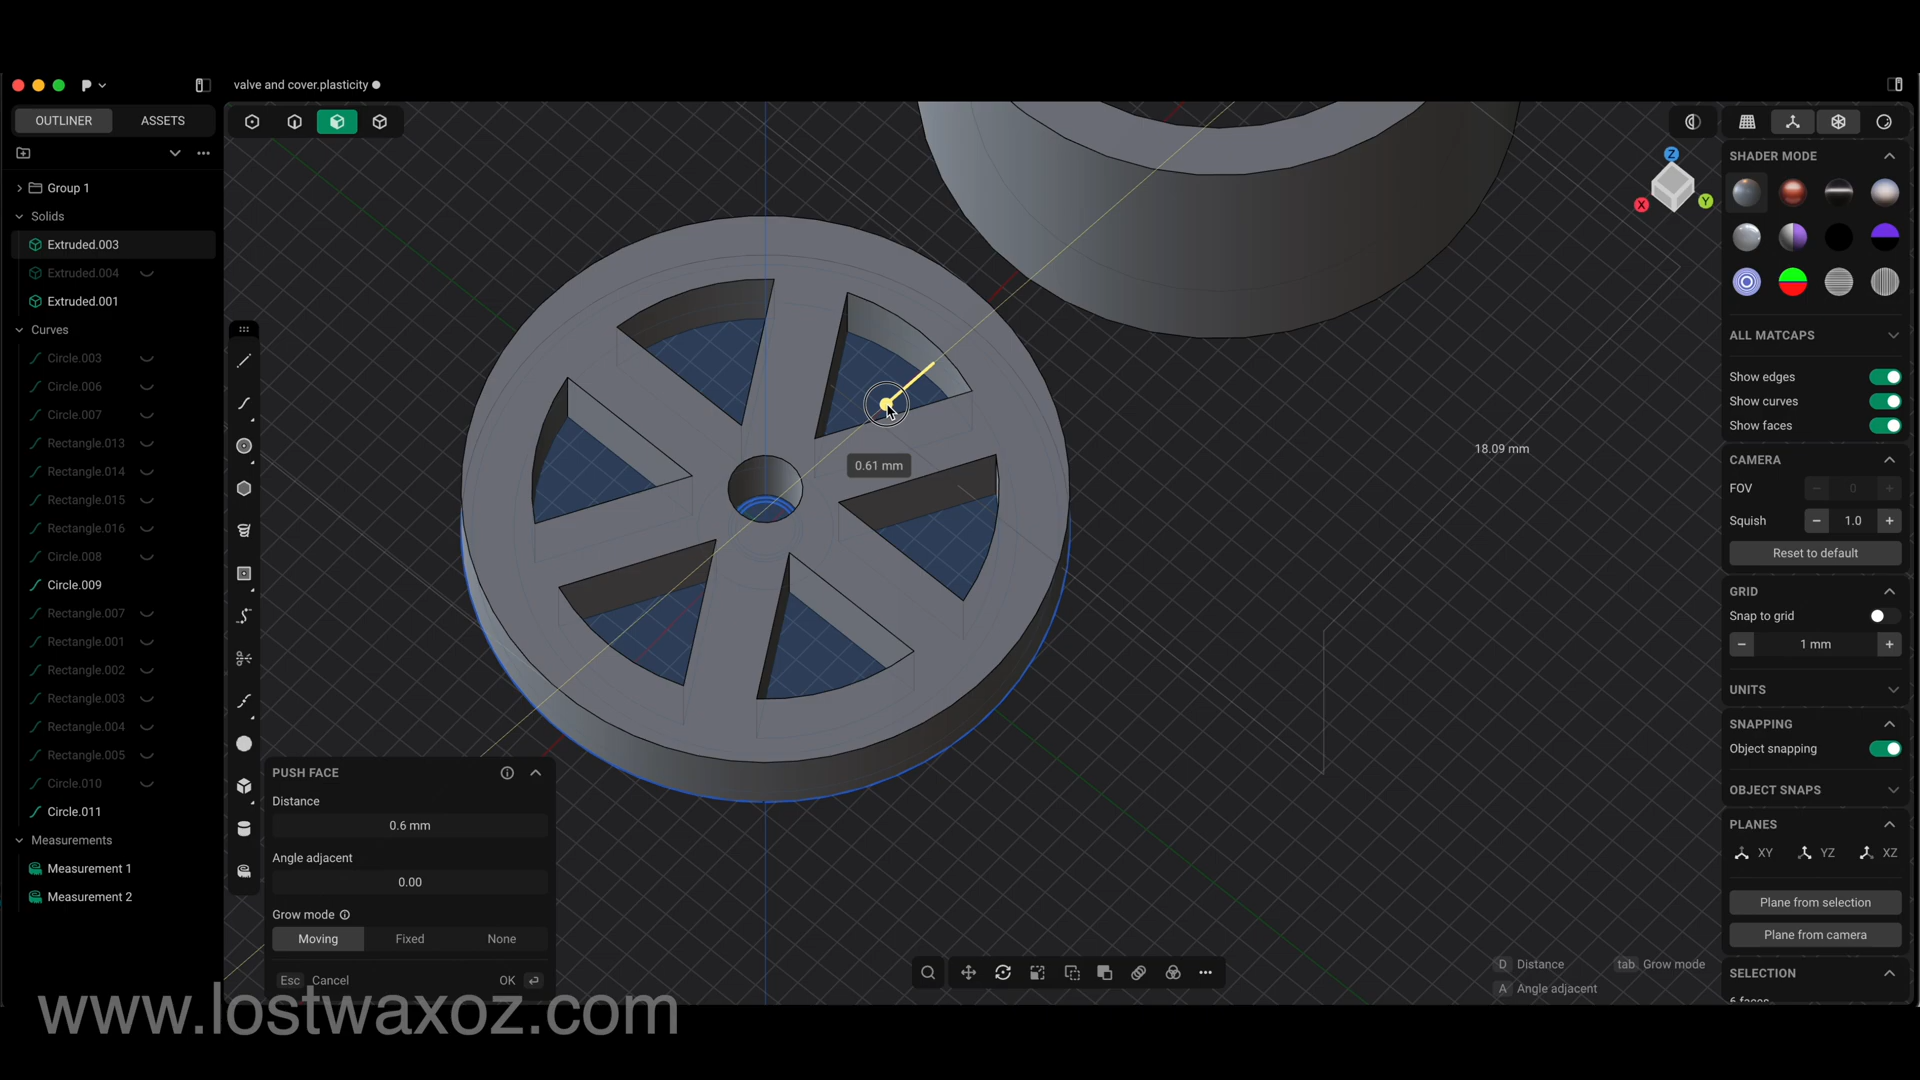 valve and cover.plasticity
OUTLINER
ASSETS
Group 1
Solids
Extruded.003
Extruded.004
Extruded.001
Curves
Circle.003
Circle.006
Circle.007
Rectangle.013
Rectangle.014
Rectangle.015
Rectangle.016
Circle.008
Circle.009
Rectangle.007
Rectangle.001
Rectangle.002
Rectangle.003
Rectangle.004
Rectangle.005
Circle.010
Circle.011
Measurements
Measurement 1
Measurement 2
0.61 mm
18.09 mm
Z
X
Y
PUSH FACE
Distance
0.6 mm
Angle adjacent
0.00
Grow mode
Moving
Fixed
None
Esc Cancel
OK
D Distance
tab Grow mode
A Angle adjacent
SHADER MODE
ALL MATCAPS
Show edges
Show curves
Show faces
CAMERA
FOV
0
Squish
1.0
Reset to default
GRID
Snap to grid
1 mm
UNITS
SNAPPING
Object snapping
OBJECT SNAPS
PLANES
XY
YZ
XZ
Plane from selection
Plane from camera
SELECTION
6 faces
www.lostwaxoz.com